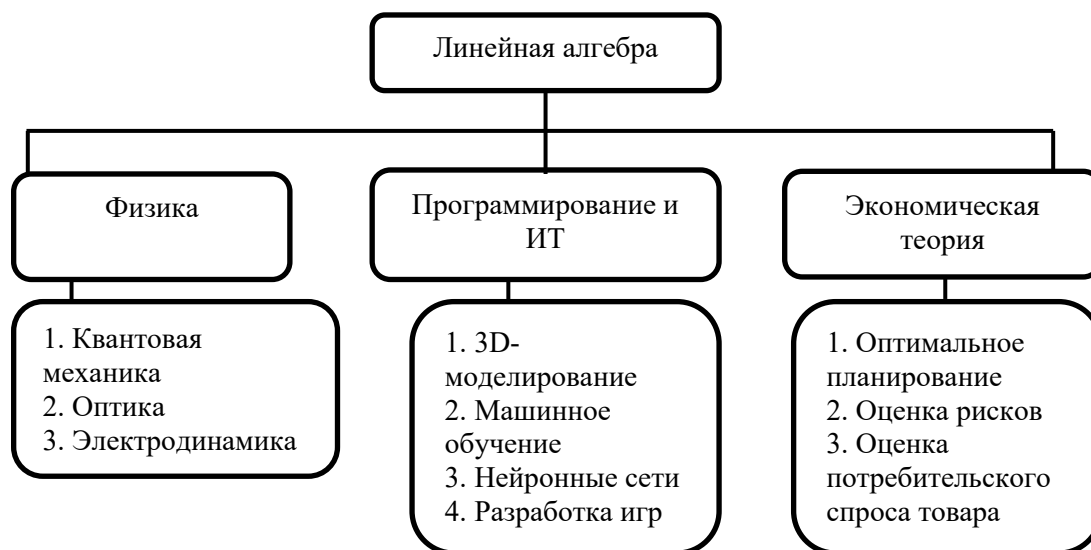 Линейная алгебра
Физика
Программирование и
ИТ
Экономическая
теория
1. Квантовая
механика
2. Оптика
3. Электродинамика
1. 3D-
моделирование
2. Машинное
обучение
3. Нейронные сети
4. Разработка игр
1. Оптимальное
планирование
2. Оценка рисков
3. Оценка
потребительского
спроса товара